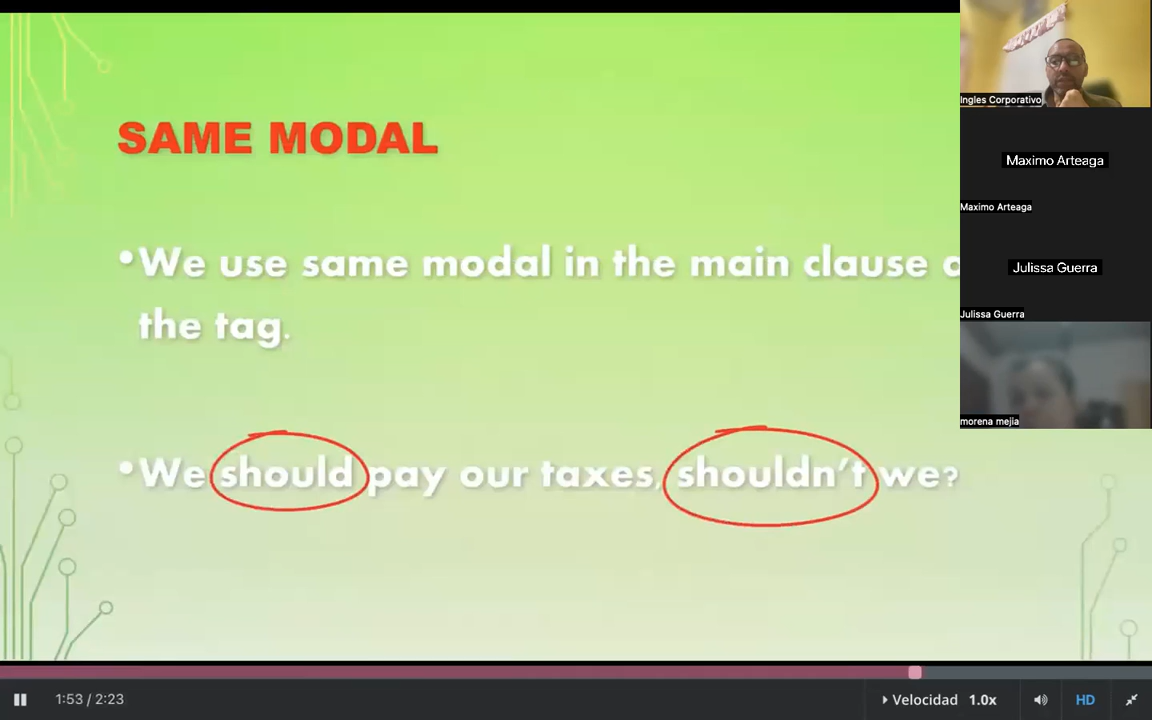 SAME MODAL
•We use same modal in the main clause
the tag.
•We should pay our taxes, shouldn't we?
Ingles Corporativo
Maximo Arteaga
Maximo Arteaga
Julissa Guerra
Julissa Guerra
morena mejia
1:53 / 2:23
Velocidad 1.0x
HD